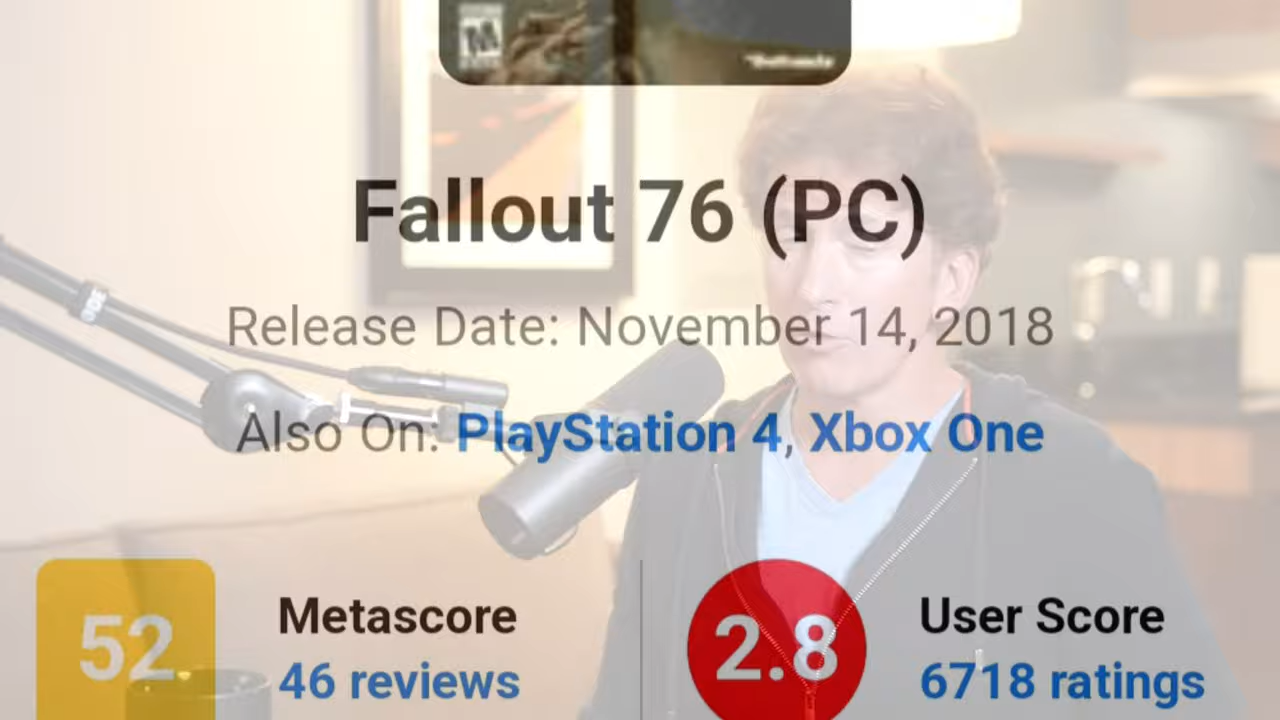 M
Fallout 76 (PC)
Release Date: November 14, 2018
Also On: PlayStation 4, Xbox One
52
Metascore
46 reviews
2.8
User Score
6718 ratings